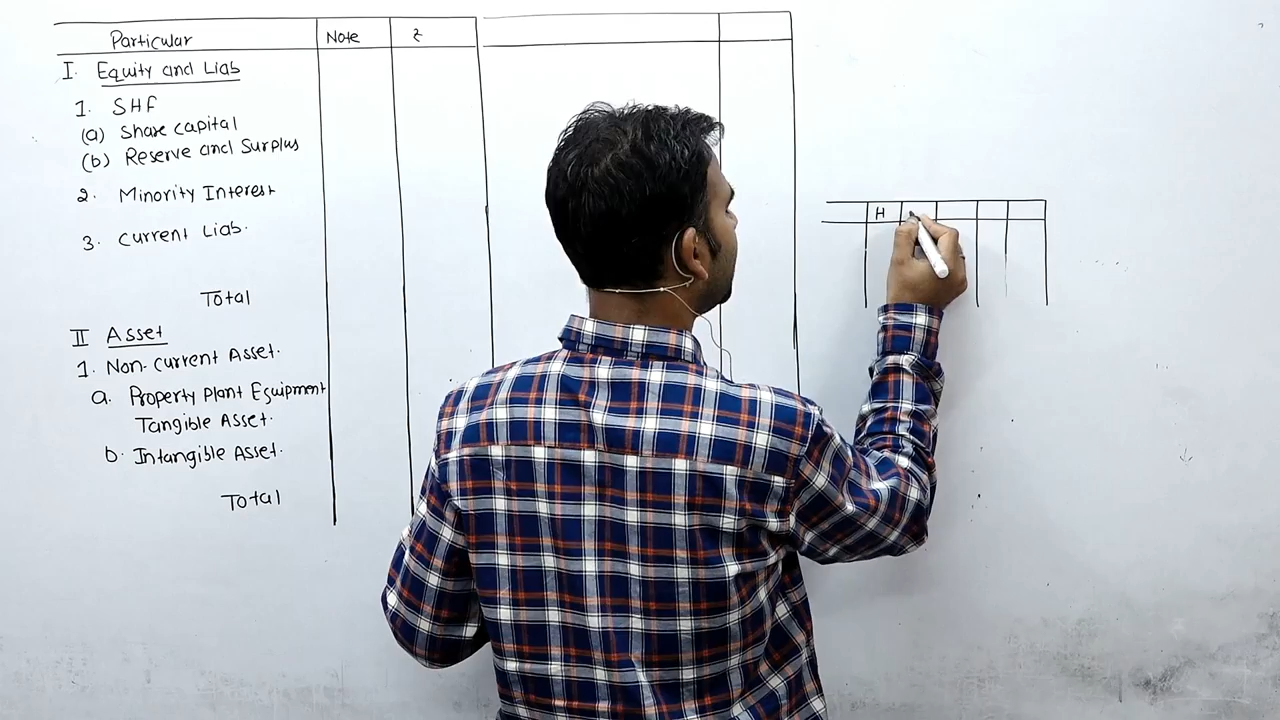 Particular Note ₹
I. Equity and Liab
1. SHF
(a) Share capital
(b) Reserve and Surplus
2. Minority Interest
3. Current Liab.
Total
II Asset
1. Non-Current Asset.
a. Property Plant Equipment
Tangible Asset.
b. Intangible Asset.
Total
H